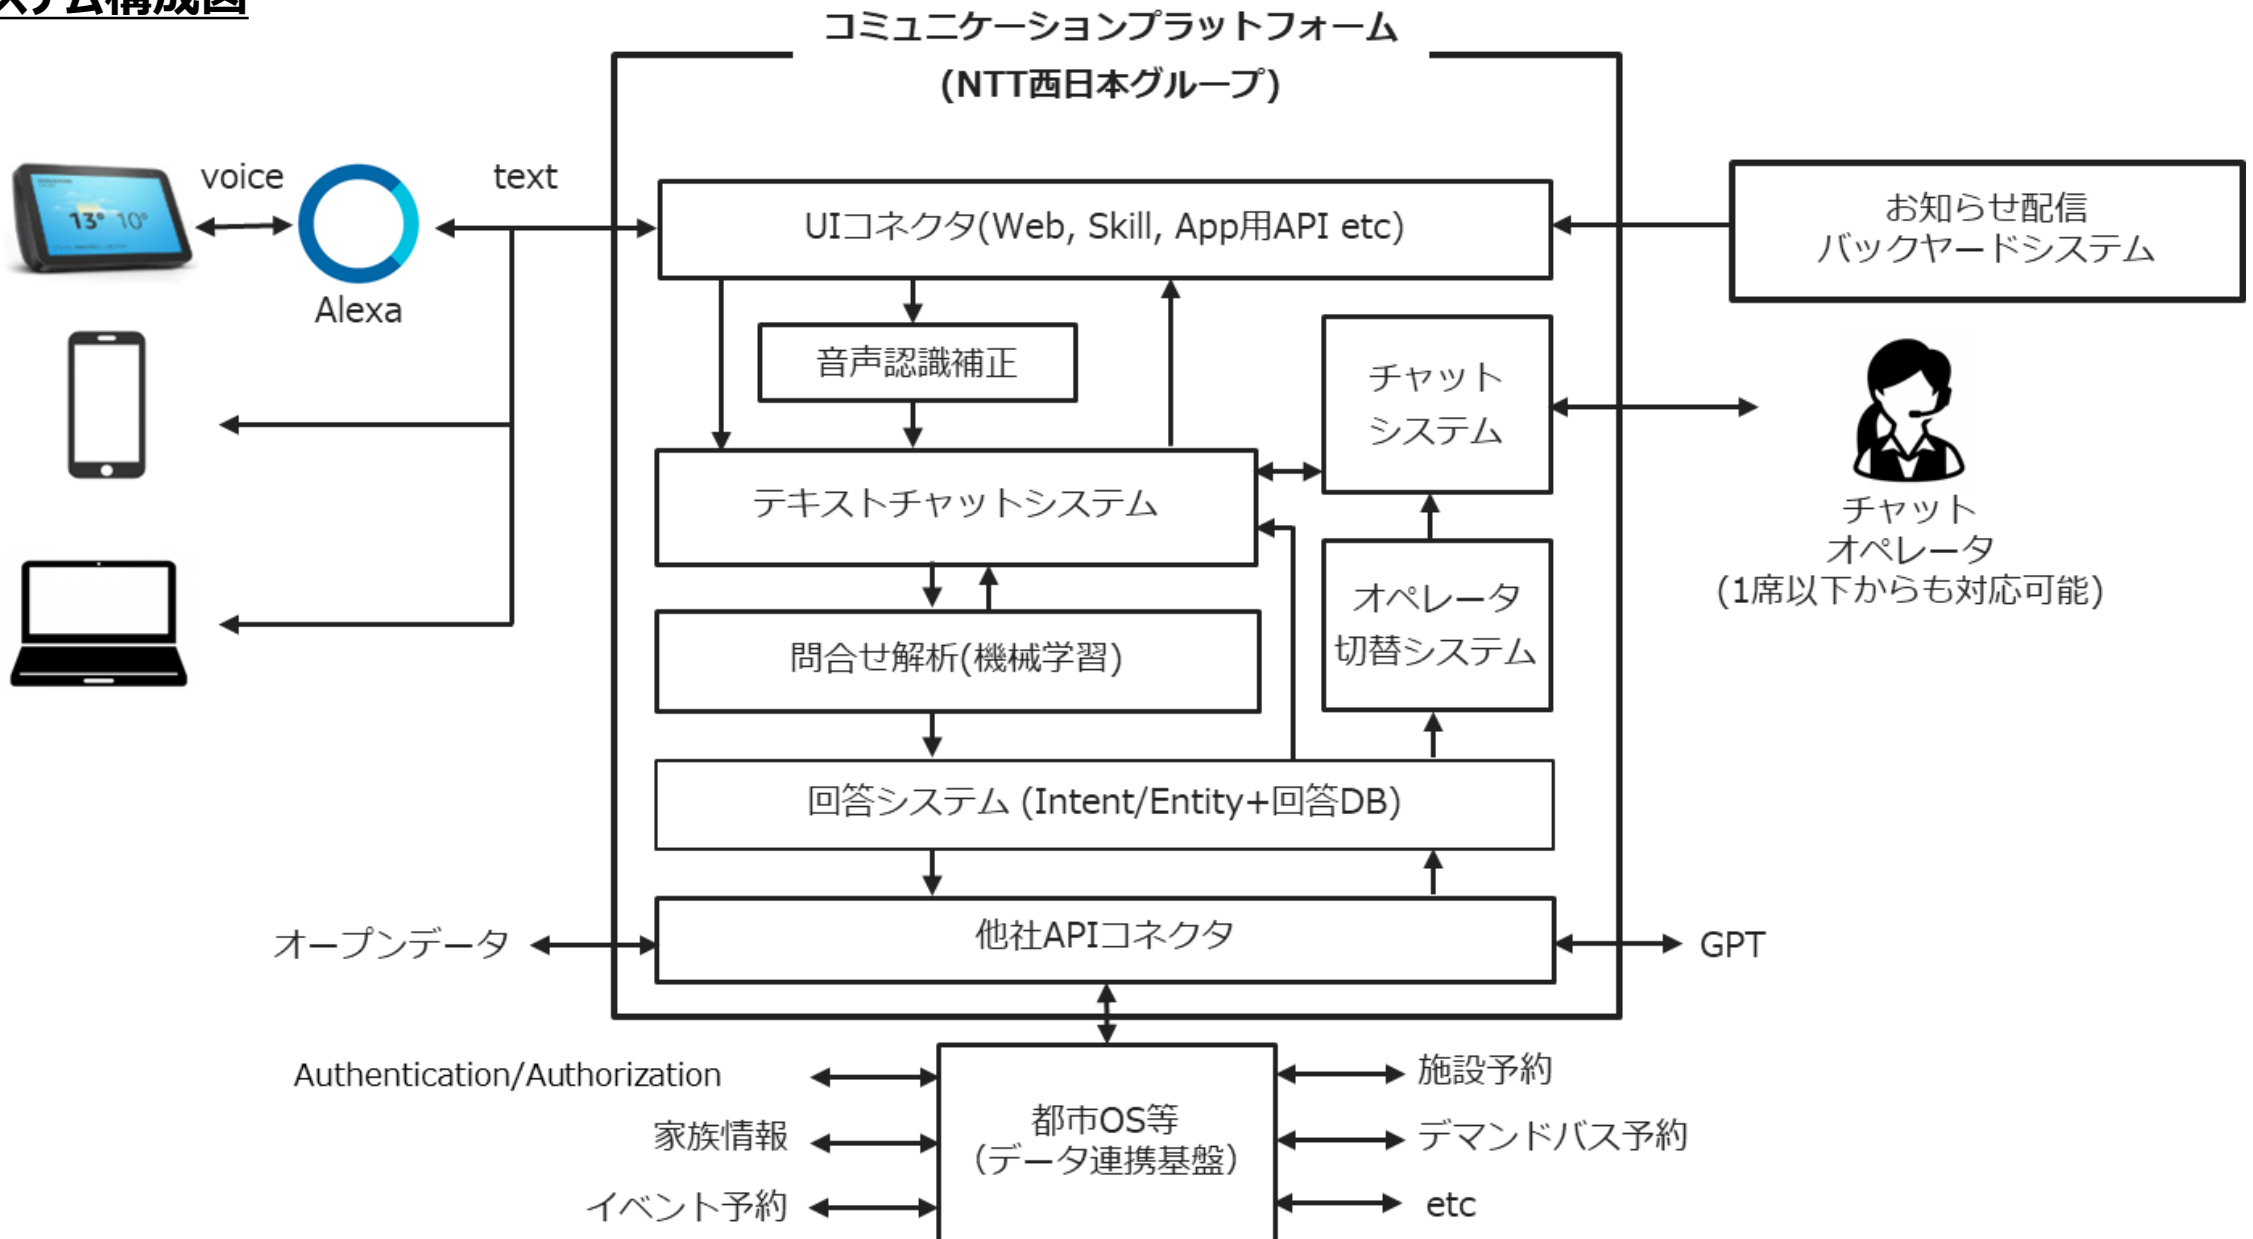 ステム構成図
コミュニケーションプラットフォーム
(NTT西日本グループ)
voice
text
13° 10°
Alexa
UIコネクタ(Web, Skill, App用API etc)
お知らせ配信
バックヤードシステム
音声認識補正
チャット
システム
テキストチャットシステム
チャット
オペレータ
(1席以下からも対応可能)
オペレータ
切替システム
問合せ解析(機械学習)
回答システム (Intent/Entity+回答DB)
オープンデータ
他社APIコネクタ
GPT
Authentication/Authorization
家族情報
イベント予約
都市OS等
（データ連携基盤）
施設予約
デマンドバス予約
etc